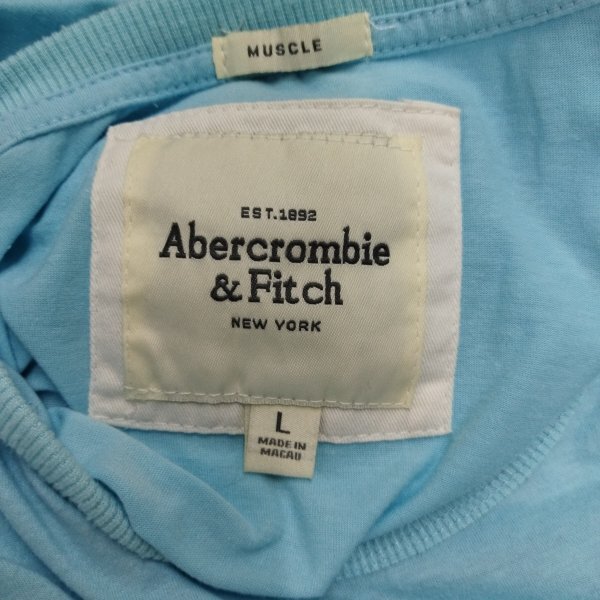 MUSCLE
EST.1892
Abercrombie
& Fitch
NEW YORK
L
MADE IN
MACAU